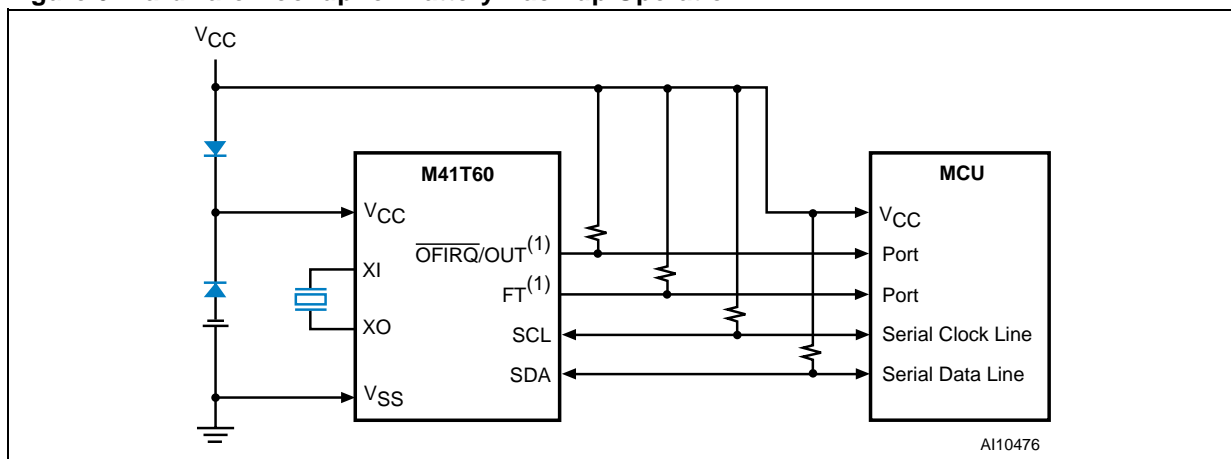 VCC
M41T60
VCC
OFIRQ/OUT(1)
XI
FT(1)
XO
SCL
SDA
VSS
MCU
VCC
Port
Port
Serial Clock Line
Serial Data Line
AI10476